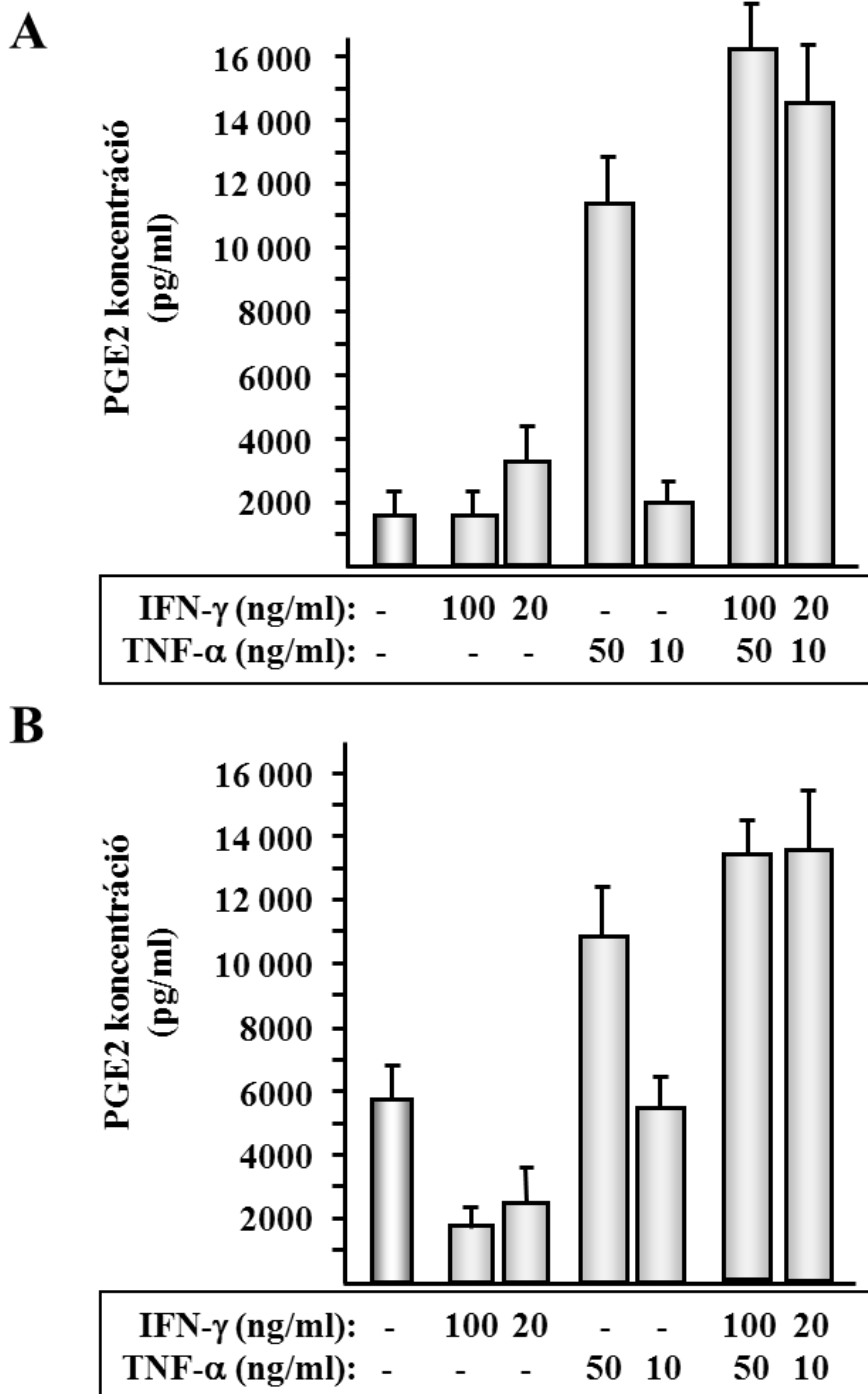 A
PGE2 koncentráció
(pg/ml)
16 000
14 000
12 000
10 000
8000
6000
4000
2000
IFN-γ (ng/ml): - 100 20 - - 100 20
TNF-α (ng/ml): - - - 50 10 50 10
B
PGE2 koncentráció
(pg/ml)
16 000
14 000
12 000
10 000
8000
6000
4000
2000
IFN-γ (ng/ml): - 100 20 - - 100 20
TNF-α (ng/ml): - - - 50 10 50 10